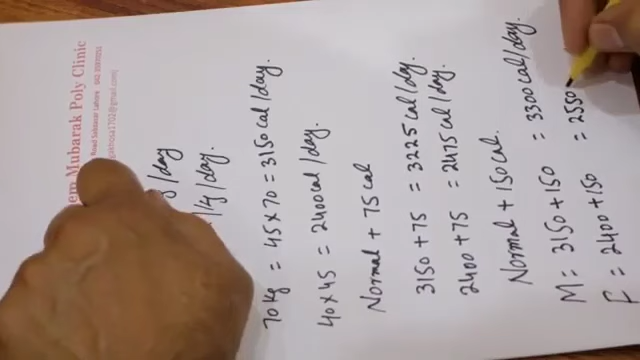 em Mubarak Poly Clinic
/day
/kg/day.
70 kg = 45 x 70 = 3150 cal/day.
40 x 45 = 2400 cal/day.
Normal + 75 cal
3150 + 75 = 3225 cal/day.
2400 + 75 = 2475 cal/day.
Normal + 150 cal.
M = 3150 + 150 = 3300 cal/day.
F = 2400 + 150 = 2550